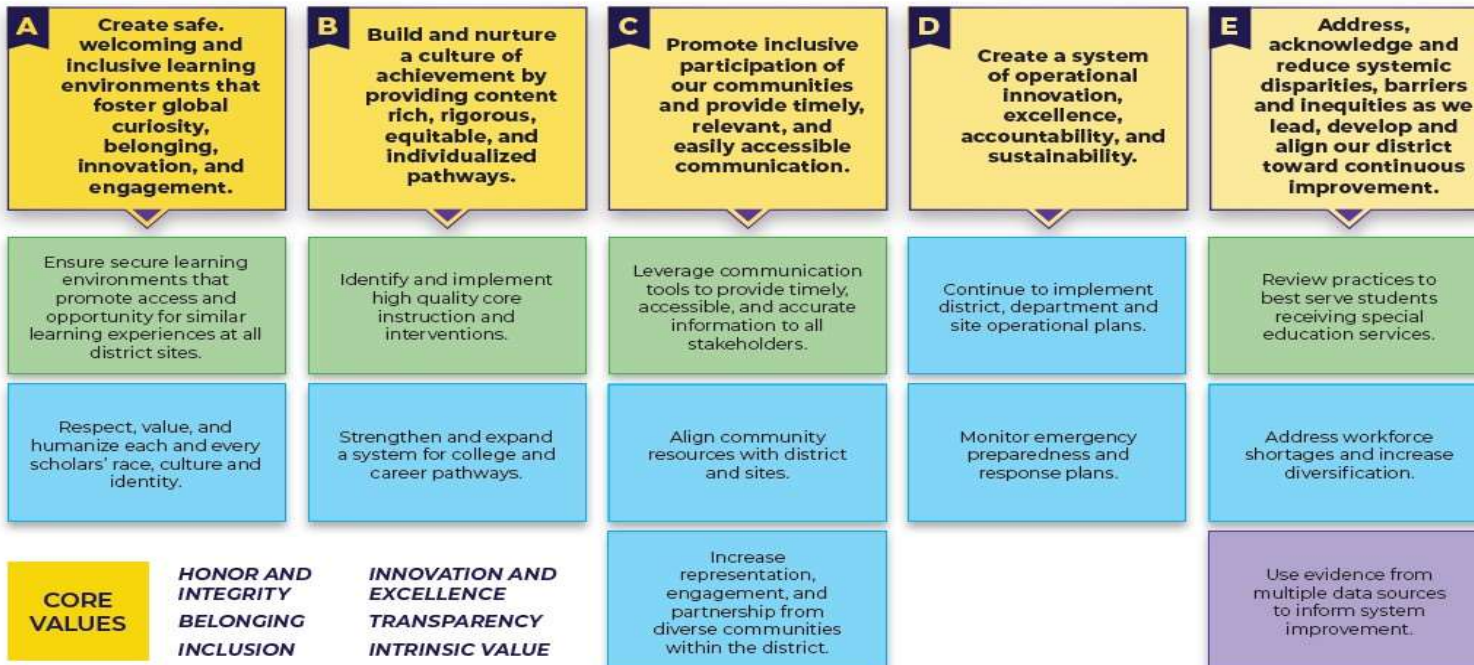 A
Create safe.
welcoming and
inclusive learning
environments that
foster global
curiosity,
belonging,
innovation, and
engagement.
Ensure secure learning
environments that
promote access and
opportunity for similar
learning experiences at all
district sites.
Respect, value, and
humanize each and every
scholars' race, culture and
identity.
B
Build and nurture
a culture of
achievement by
providing content
rich, rigorous,
equitable, and
individualized
pathways.
Identify and implement
high quality core
instruction and
interventions.
Strengthen and expand
a system for college and
career pathways.
C
Promote inclusive
participation of
our communities
and provide timely,
relevant, and
easily accessible
communication.
Leverage communication
tools to provide timely,
accessible, and accurate
information to all
stakeholders.
Align community
resources with district
and sites.
Increase
representation,
engagement, and
partnership from
diverse communities
within the district.
D
Create a system
of operational
innovation,
excellence,
accountability, and
sustainability.
Continue to implement
district, department and
site operational plans.
Monitor emergency
preparedness and
response plans.
E
Address,
acknowledge and
reduce systemic
disparities, barriers
and inequities as we
lead, develop and
align our district
toward continuous
improvement.
Review practices to
best serve students
receiving special
education services.
Address workforce
shortages and increase
diversification.
Use evidence from
multiple data sources
to inform system
improvement.
CORE
VALUES
HONOR AND
INTEGRITY
BELONGING
INCLUSION
INNOVATION AND
EXCELLENCE
TRANSPARENCY
INTRINSIC VALUE